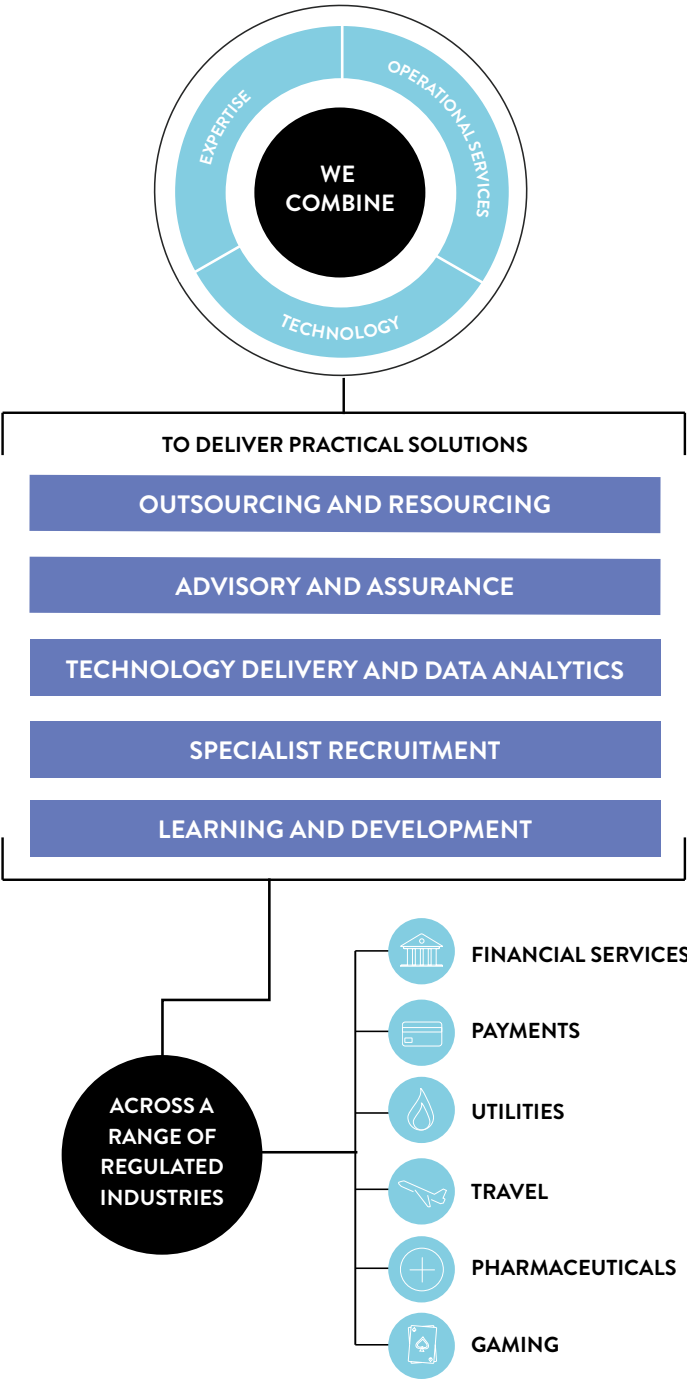 EXPERTISE
OPERATIONAL SERVICES
WE
COMBINE
TECHNOLOGY
TO DELIVER PRACTICAL SOLUTIONS
OUTSOURCING AND RESOURCING
ADVISORY AND ASSURANCE
TECHNOLOGY DELIVERY AND DATA ANALYTICS
SPECIALIST RECRUITMENT
LEARNING AND DEVELOPMENT
ACROSS A
RANGE OF
REGULATED
INDUSTRIES
FINANCIAL SERVICES
PAYMENTS
UTILITIES
TRAVEL
PHARMACEUTICALS
GAMING